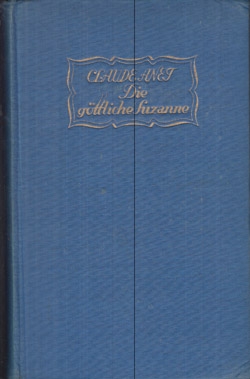 CLAUDE ANET
Die
göttliche Suzanne